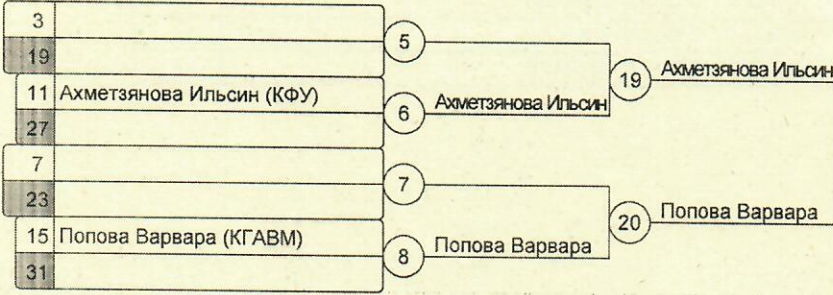 3
5
19
19 Ахметзянова Ильсин
11 Ахметзянова Ильсин (КФУ)
6 Ахметзянова Ильсин
27
7
7
23
20 Попова Варвара
15 Попова Варвара (КГАВМ)
8 Попова Варвара
31